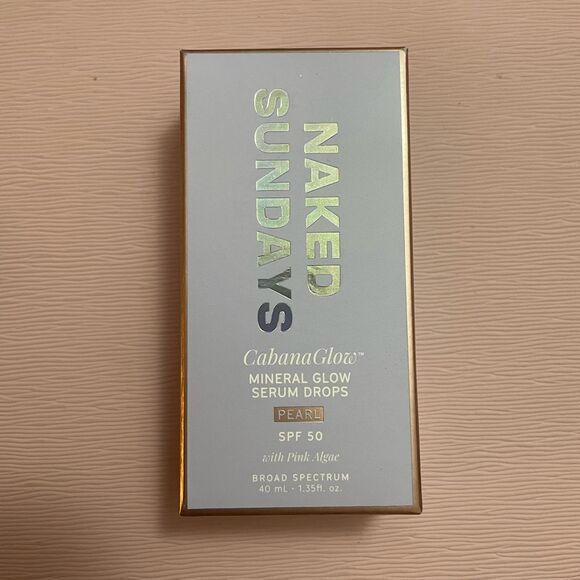 NAKED
SUNDAYS
CabanaGlow™
MINERAL GLOW
SERUM DROPS
PEARL
SPF 50
with Pink Algae
BROAD SPECTRUM
40 mL • 1.35fl. oz.